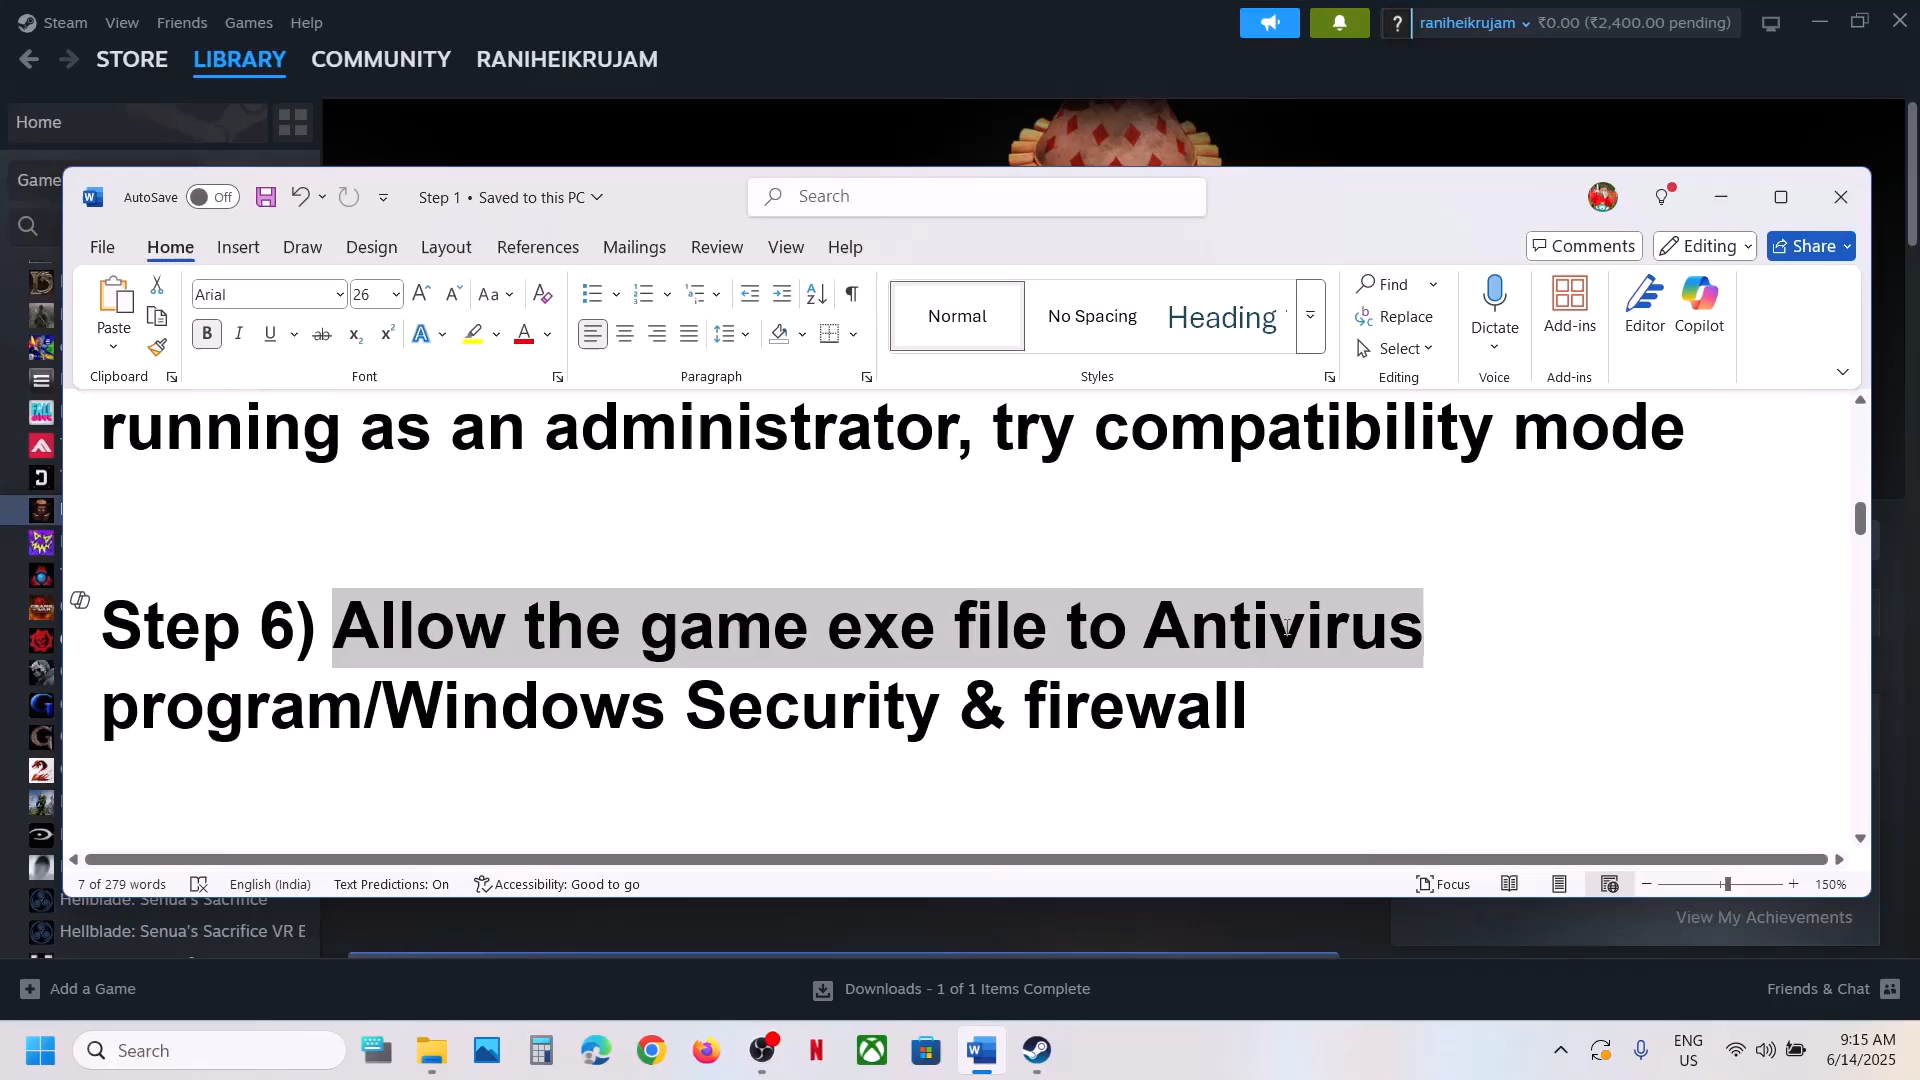 Steam View Friends Games Help
raniheikrujam ₹0.00 (₹2,400.00 pending)
STORE LIBRARY COMMUNITY RANIHEIKRUJAM
Home
Game
AutoSave Off
Step 1 • Saved to this PC
Search
File Home Insert Draw Design Layout References Mailings Review View Help
Comments Editing Share
Paste
Arial 26
Normal No Spacing Heading
Find
Replace
Select
Dictate
Add-ins
Editor
Copilot
Clipboard Font Paragraph Styles Editing Voice Add-ins
running as an administrator, try compatibility mode
Step 6) Allow the game exe file to Antivirus
program/Windows Security & firewall
7 of 279 words English (India) Text Predictions: On Accessibility: Good to go Focus 150%
Hellblade: Senua's Sacrifice
Hellblade: Senua's Sacrifice VR E
View My Achievements
Add a Game Downloads - 1 of 1 Items Complete Friends & Chat
Search
ENG
US
9:15 AM
6/14/2025